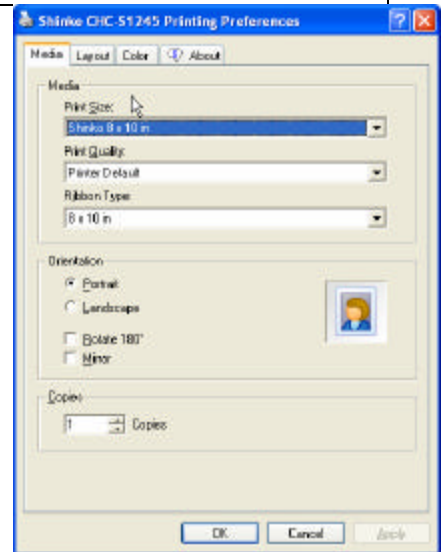 Shinko CHC-S1245 Printing Preferences
Media Layout Color About
Media
Print Size:
Shinko 8 x 10 in
Print Quality:
Printer Default
Ribbon Type:
8 x 10 in
Orientation
Portrait
Landscape
Rotate 180°
Mirror
Copies
1 Copies
OK Cancel Apply